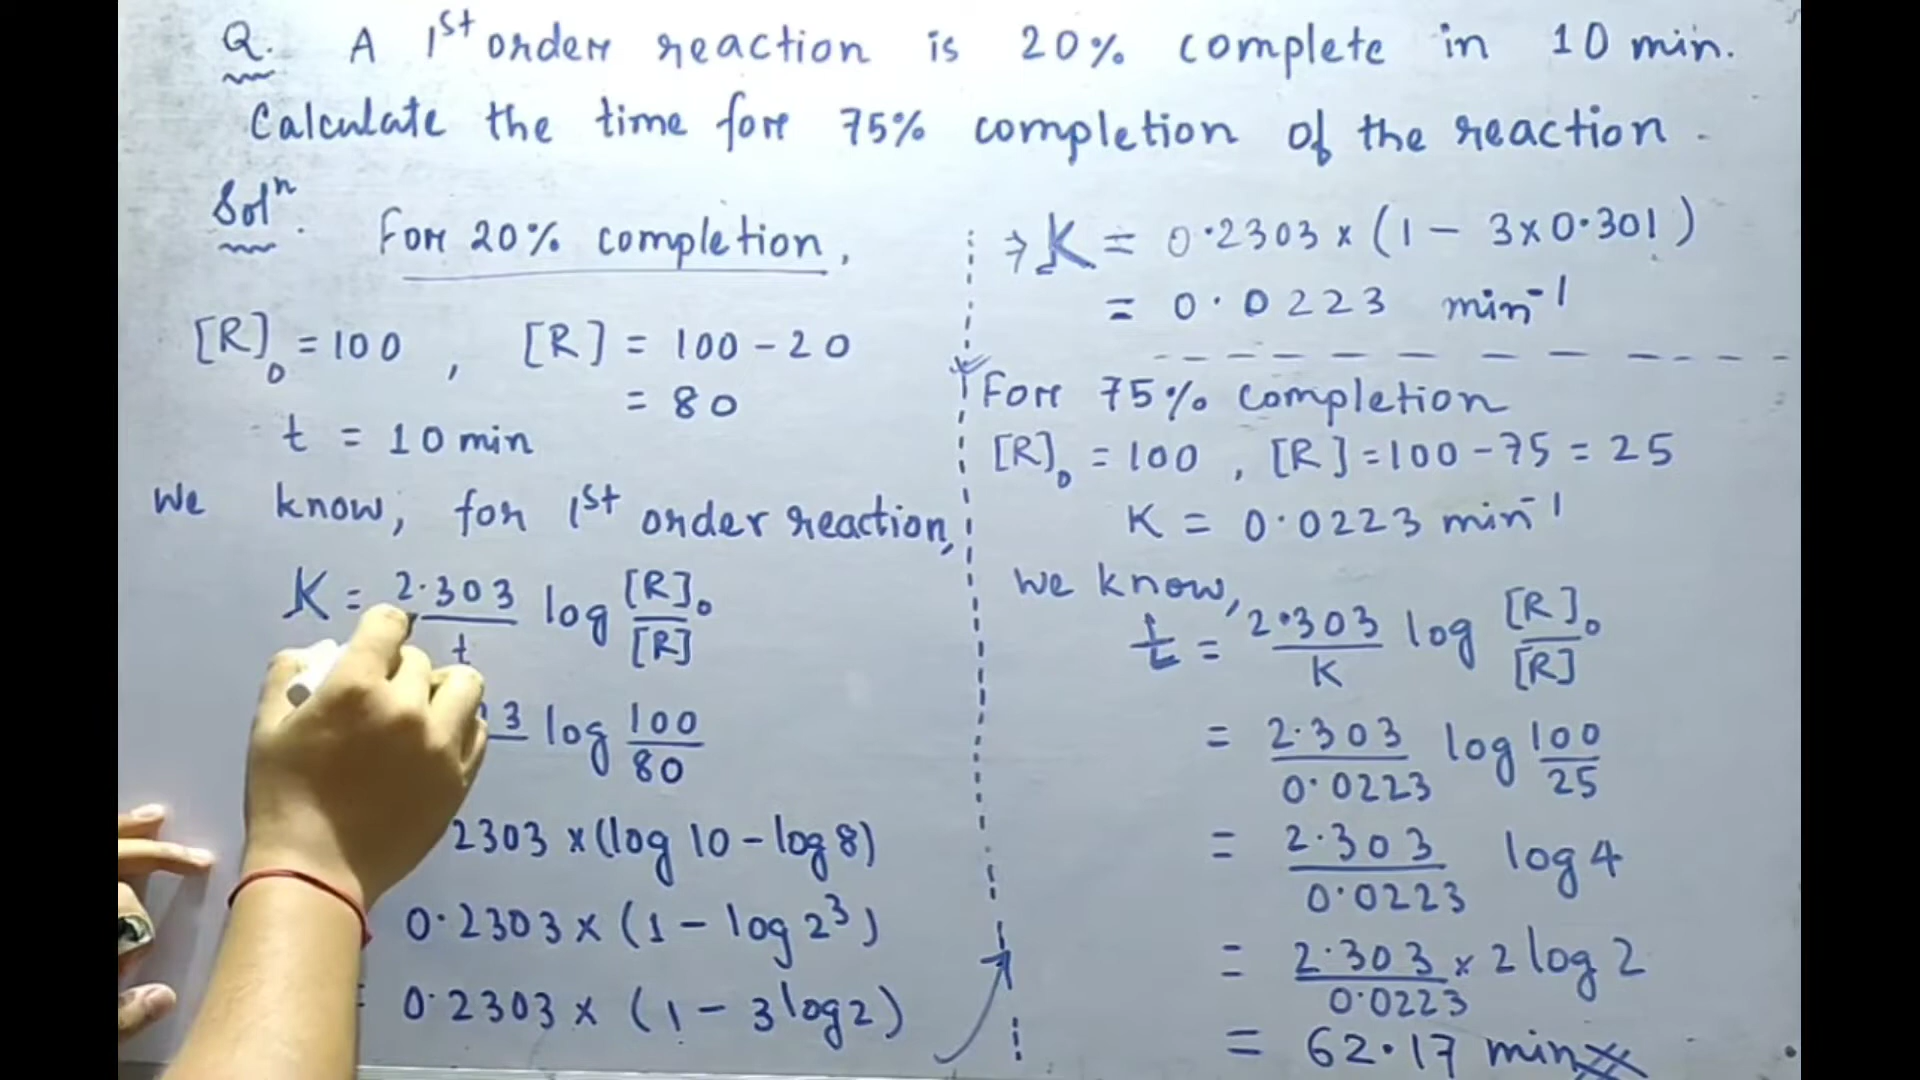 Q. A 1st order reaction is 20% complete in 10 min.
Calculate the time for 75% completion of the reaction.
Solⁿ. For 20% completion,
[R]₀ = 100 , [R] = 100 - 20
= 80
t = 10 min
We know, for 1st order reaction,
K = 2.303/t log [R]₀/[R]
3 log 100/80
2303 × (log 10 - log 8)
0.2303 × (1 - log 2³)
= 0.2303 × (1 - 3 log 2)
⇒ K = 0.2303 × (1 - 3 × 0.301)
= 0.0223 min⁻¹
For 75% completion
[R]₀ = 100 , [R] = 100 - 75 = 25
K = 0.0223 min⁻¹
We know,
t = 2.303/K log [R]₀/[R]
= 2.303/0.0223 log 100/25
= 2.303/0.0223 log 4
= 2.303/0.0223 × 2 log 2
= 62.17 min